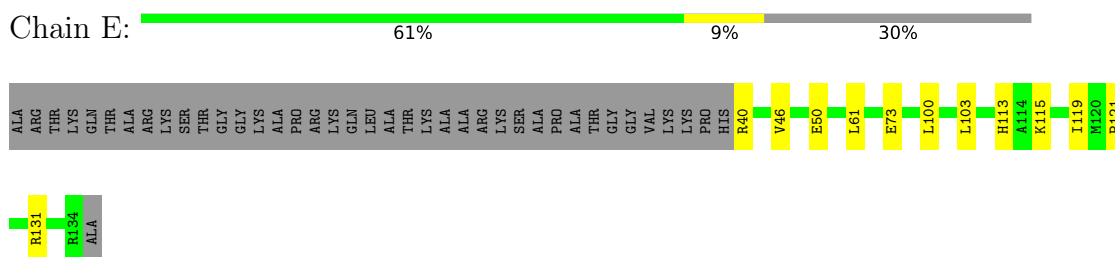 Chain E:
61% 9% 30%
ALA ARG THR LYS GLN THR ALA ARG LYS SER THR GLY GLY LYS ALA PRO ARG LYS GLN LEU ALA THR LYS ALA ALA ARG LYS SER ALA PRO ALA THR GLY GLY VAL LYS LYS PRO HIS R40 V46 E50 L61 E73 L100 L103 H113 A114 K115 I119 M120
R131 R134 ALA